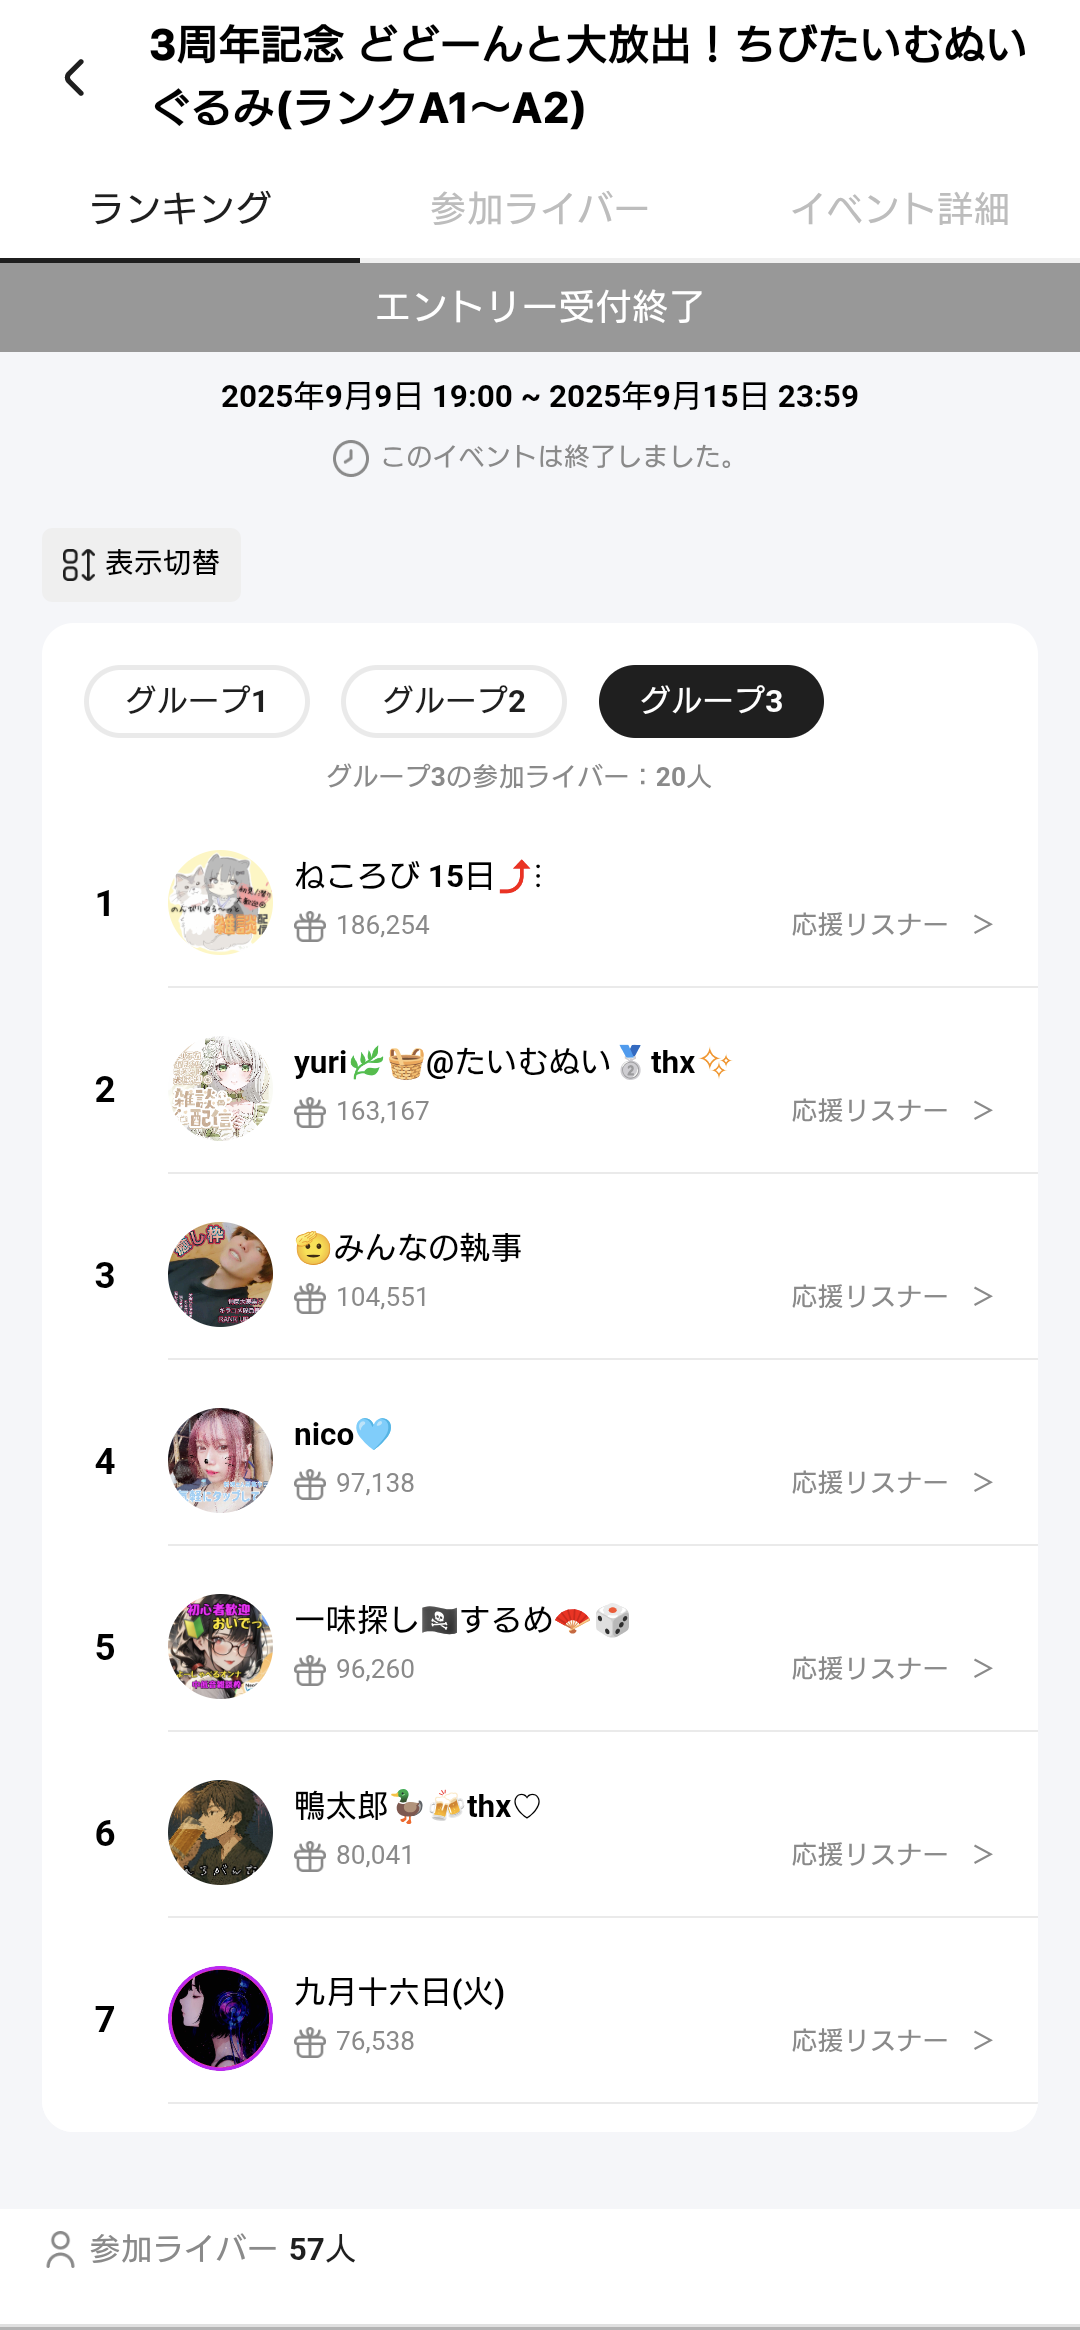 3周年記念 どどーんと大放出！ちびたいむぬい
ぐるみ(ランクA1〜A2)
ランキング 参加ライバー イベント詳細
エントリー受付終了
2025年9月9日 19:00 ~ 2025年9月15日 23:59
このイベントは終了しました。
表示切替
グループ1 グループ2 グループ3
グループ3の参加ライバー：20人
1 ねころび 15日⤴️⋮
186,254 応援リスナー >
2 yuri🌿🧺@たいむぬい🥈thx✨
163,167 応援リスナー >
3 🫡みんなの執事
104,551 応援リスナー >
4 nico🩵
97,138 応援リスナー >
5 一味探し🏴‍☠️するめ🪭🎲
96,260 応援リスナー >
6 鴨太郎🦆🍻thx♡
80,041 応援リスナー >
7 九月十六日(火)
76,538 応援リスナー >
参加ライバー 57人